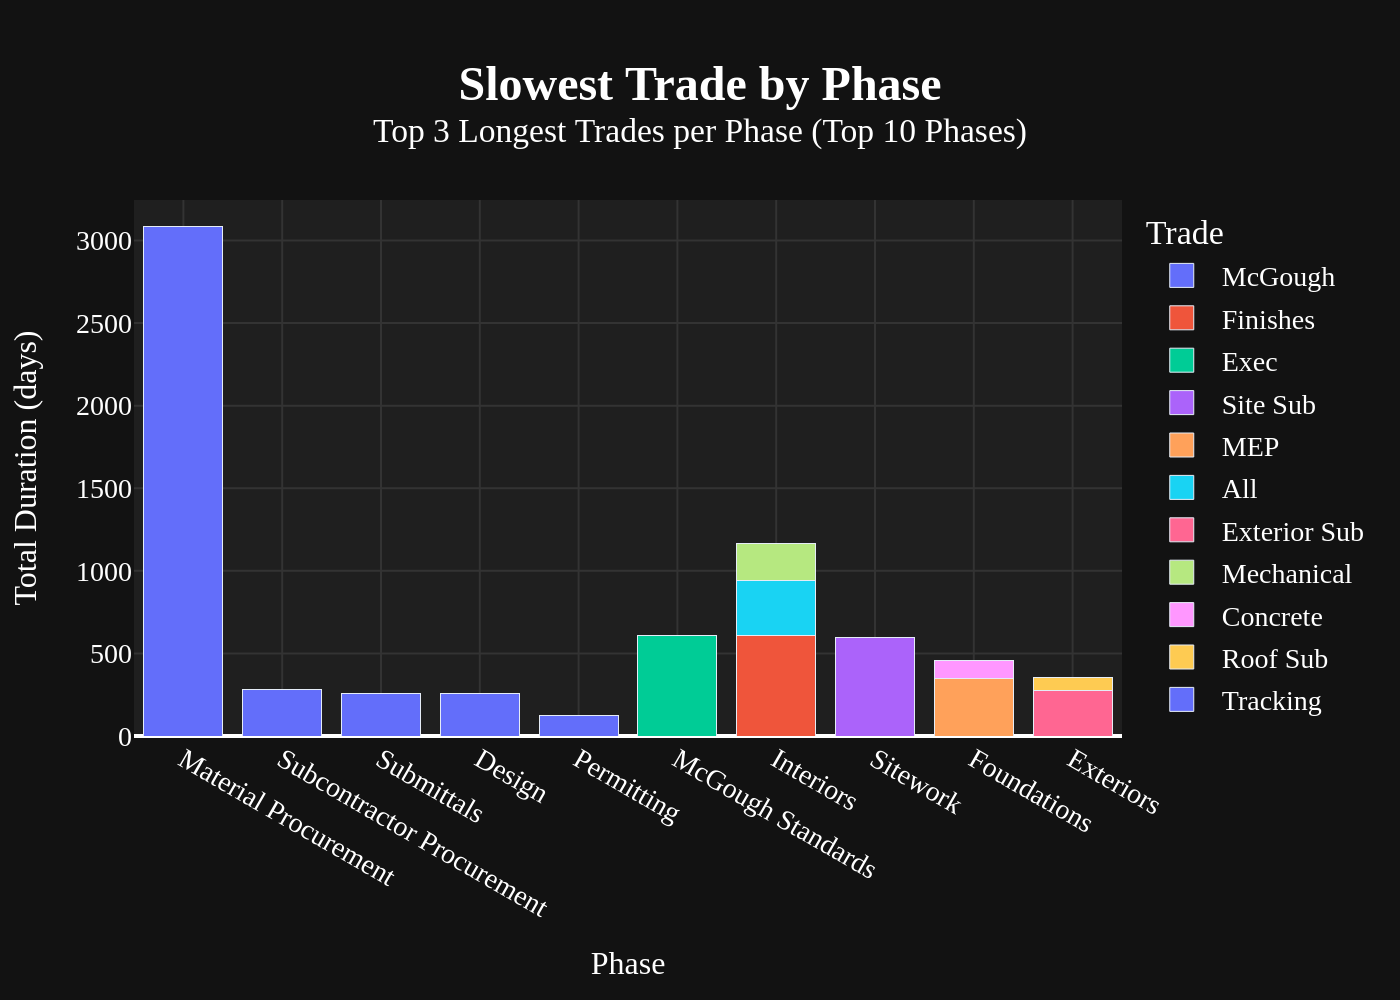 Slowest Trade by Phase
Top 3 Longest Trades per Phase (Top 10 Phases)
Total Duration (days)
3000
2500
2000
1500
1000
500
0
Material Procurement
Subcontractor Procurement
Submittals
Design
Permitting
McGough Standards
Interiors
Sitework
Foundations
Exteriors
Phase
Trade
McGough
Finishes
Exec
Site Sub
MEP
All
Exterior Sub
Mechanical
Concrete
Roof Sub
Tracking